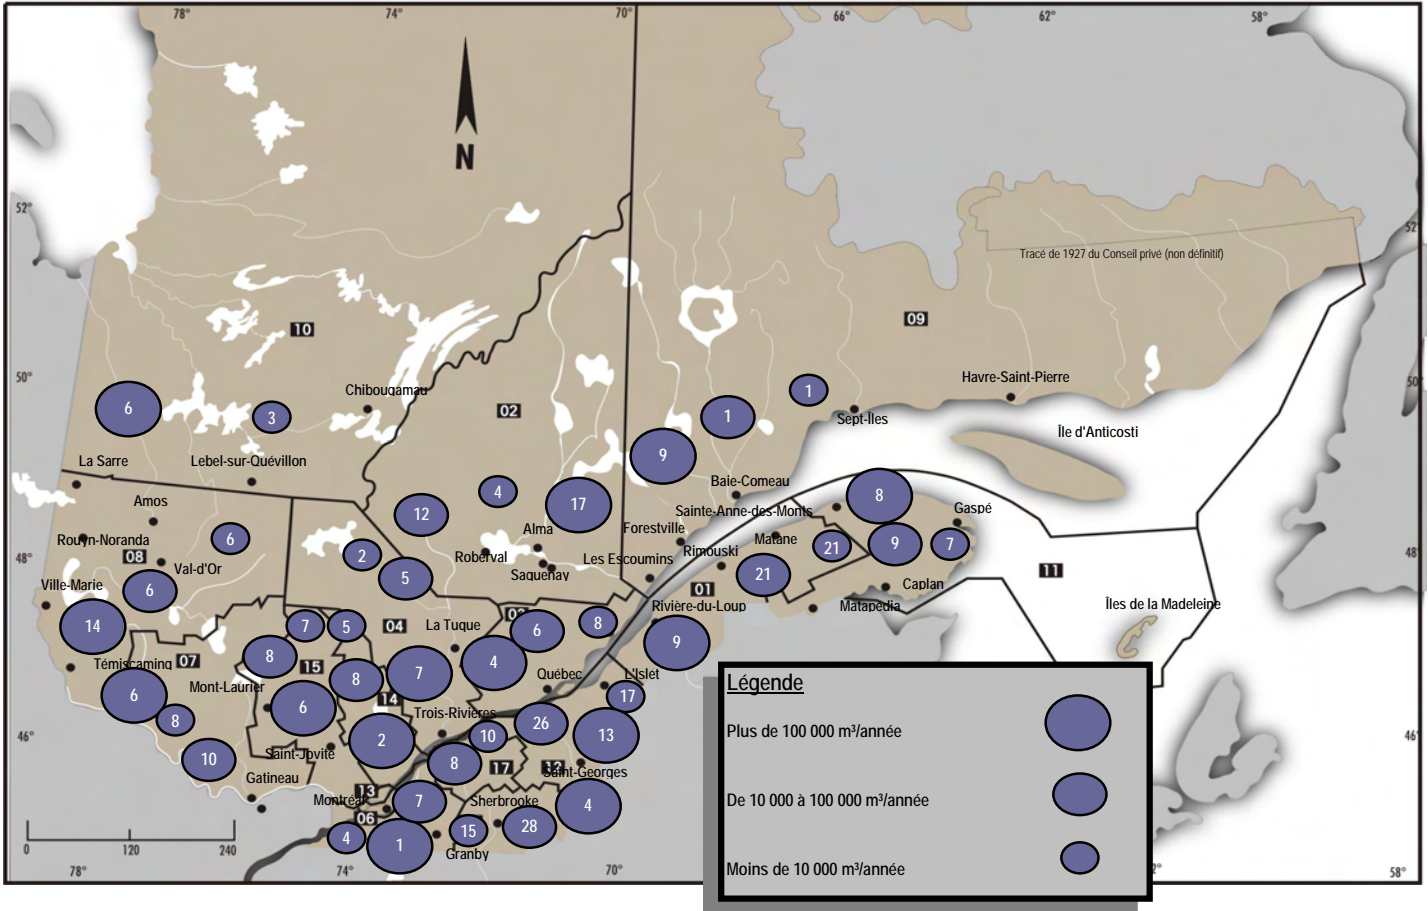 78° 74° 70° 66° 62° 58°
N
52° 52°
Tracé de 1927 du Conseil privé (non définitif)
10 09
50° 50°
Chibougamau
Havre-Saint-Pierre
6 3 02 1 1
Sept-Îles
Île d'Anticosti
La Sarre Lebel-sur-Quévillon 9
Baie-Comeau
Amos 12 4 17 8
Sainte-Anne-des-Monts Gaspé
Rouyn-Noranda 6 Alma Forestville Matane 21 9 7
08 2 Roberval Les Escoumins Rimouski
48° 48°
Val-d'Or 5 Saguenay 21 11
Ville-Marie 6 01 Caplan
Rivière-du-Loup Matapédia Îles de la Madeleine
14 7 5 04 La Tuque 03 6 8 9
Témiscaming 07 8 15 4
Mont-Laurier 8 7 Québec L'Islet
6 8 6 14 17
Trois-Rivières 26
46° 2 10 13 46°
10 Saint-Jovite 8 17 12
Saint-Georges
Gatineau 13
Montréal 7 Sherbrooke 4
06
4 1 15 28
Granby
0 120 240
78° 74° 70° 58°
Légende
Plus de 100 000 m³/année
De 10 000 à 100 000 m³/année
Moins de 10 000 m³/année